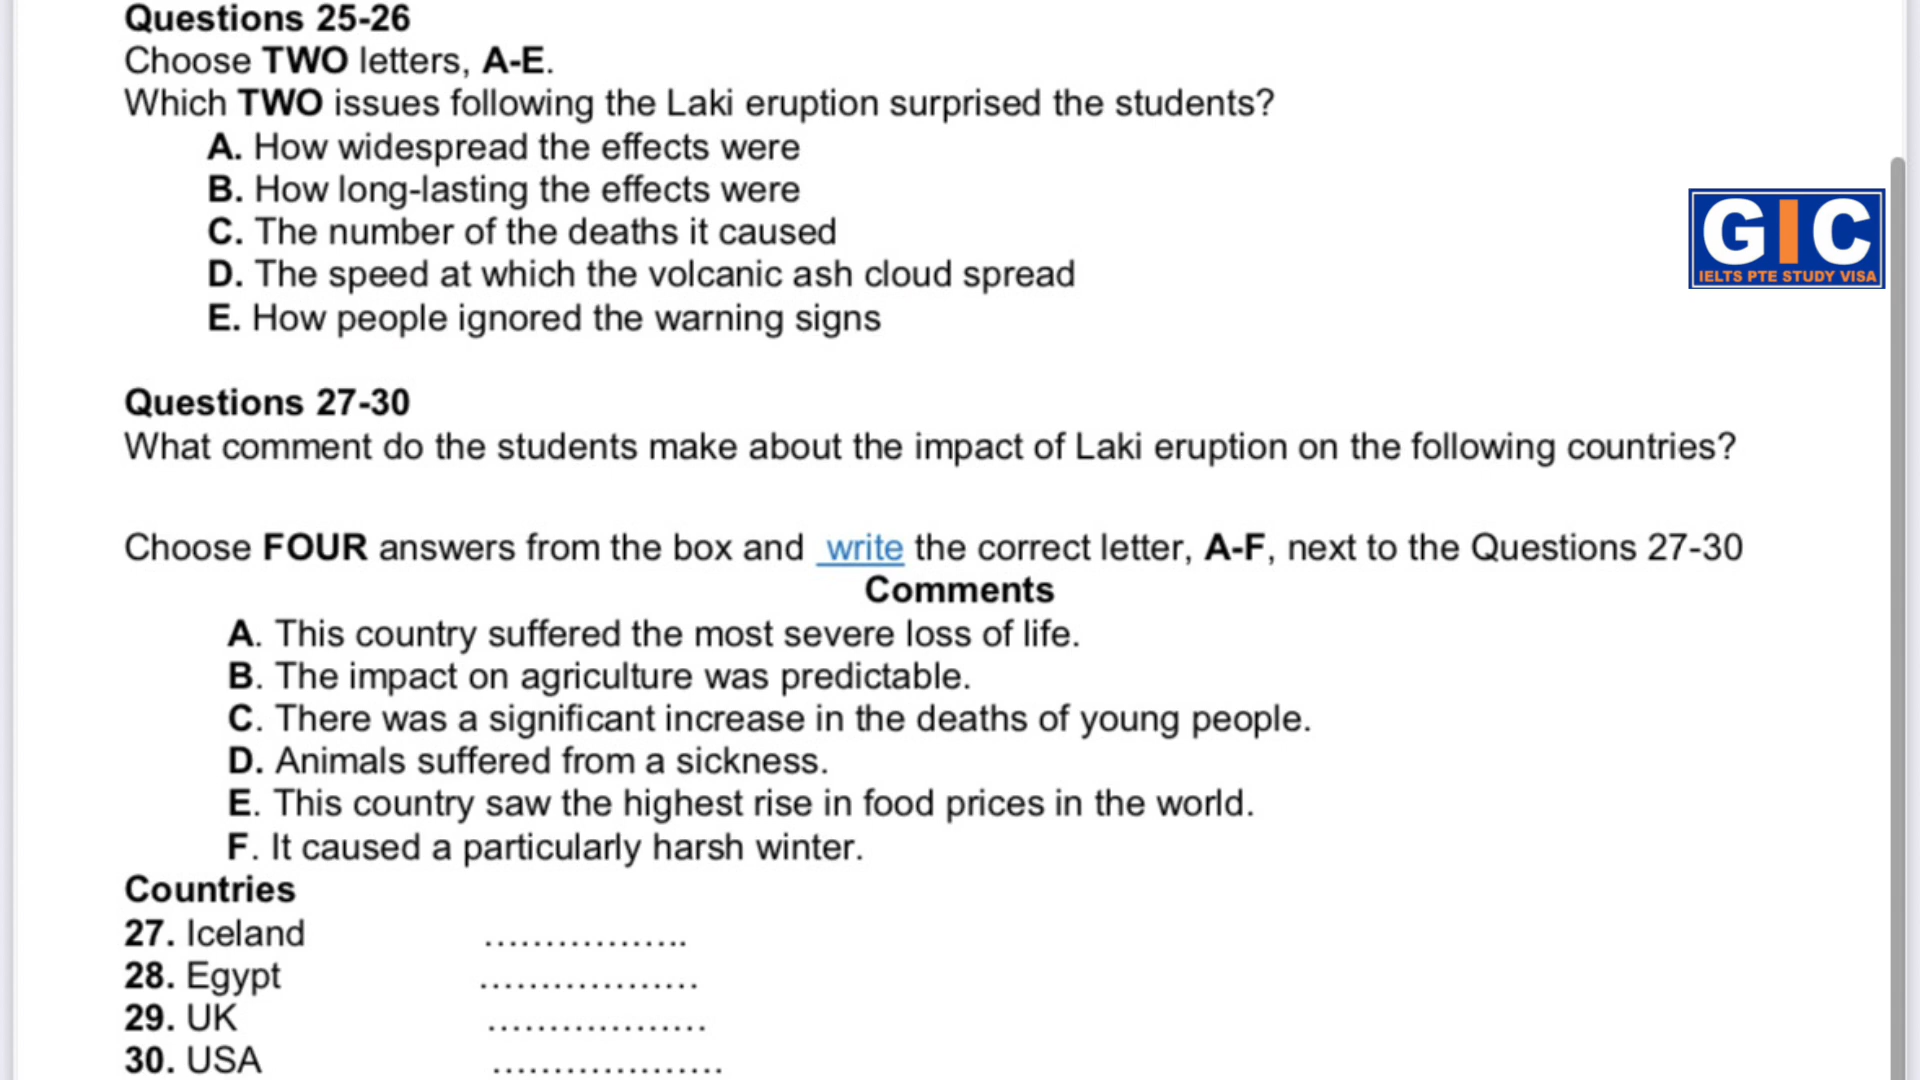 Questions 25-26
Choose TWO letters, A-E.
Which TWO issues following the Laki eruption surprised the students?
A. How widespread the effects were
B. How long-lasting the effects were
C. The number of the deaths it caused
D. The speed at which the volcanic ash cloud spread
E. How people ignored the warning signs
GIC
IELTS PTE STUDY VISA
Questions 27-30
What comment do the students make about the impact of Laki eruption on the following countries?
Choose FOUR answers from the box and write the correct letter, A-F, next to the Questions 27-30
Comments
A. This country suffered the most severe loss of life.
B. The impact on agriculture was predictable.
C. There was a significant increase in the deaths of young people.
D. Animals suffered from a sickness.
E. This country saw the highest rise in food prices in the world.
F. It caused a particularly harsh winter.
Countries
27. Iceland ……………..
28. Egypt ………………
29. UK ………………
30. USA ……………….